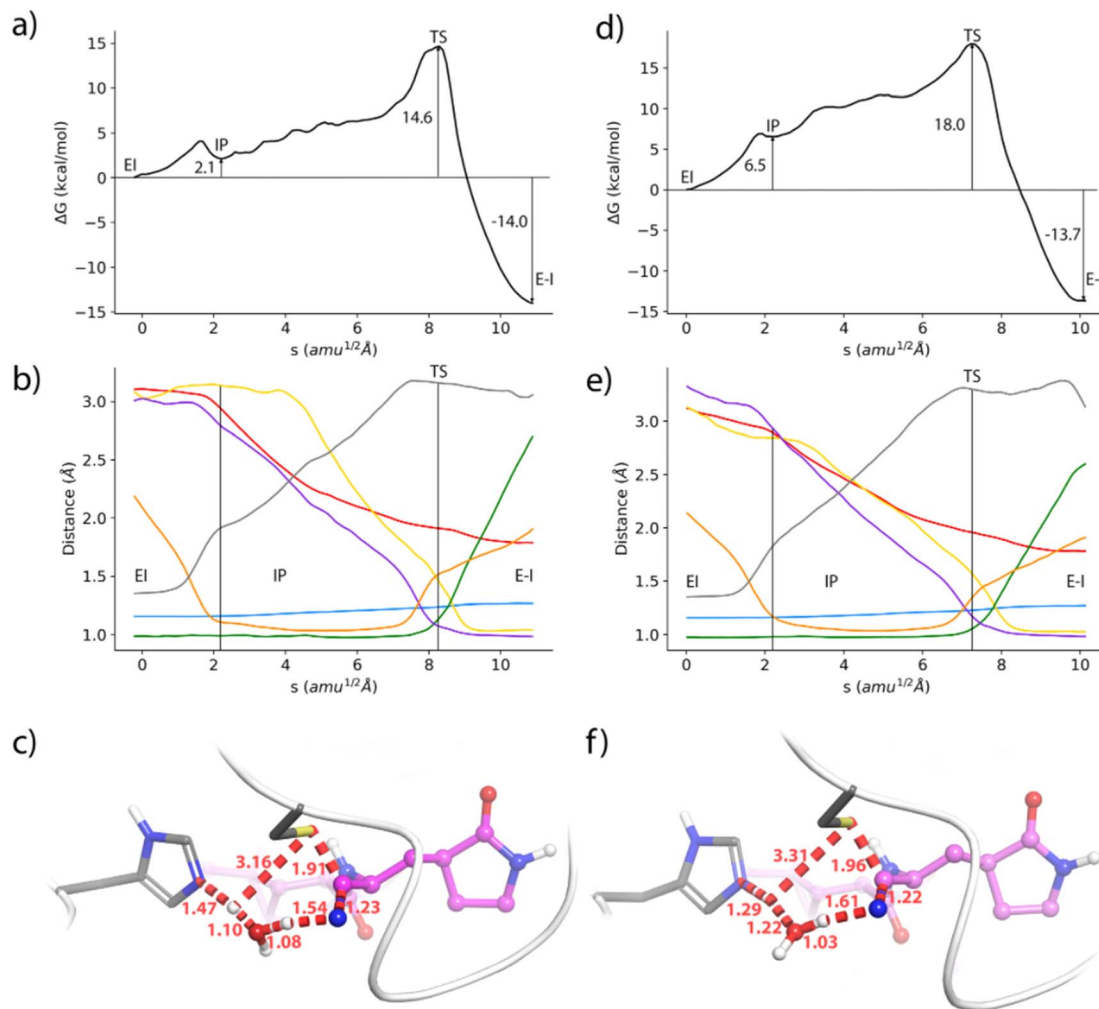 a)
TS
15
10
5
0
−5
−10
−15
ΔG (kcal/mol)
EI
IP
2.1
14.6
-14.0
E-I
0 2 4 6 8 10
s (amu1/2Å)
d)
TS
15
10
5
0
−5
−10
−15
ΔG (kcal/mol)
EI
IP
6.5
18.0
-13.7
E-
0 2 4 6 8 10
s (amu1/2Å)
b)
TS
3.0
2.5
2.0
1.5
1.0
Distance (Å)
EI IP E-I
0 2 4 6 8 10
s (amu1/2Å)
e)
TS
3.0
2.5
2.0
1.5
1.0
Distance (Å)
EI IP E-I
0 2 4 6 8 10
s (amu1/2Å)
c)
3.16
1.91
1.47
1.54
1.23
1.10
1.08
f)
3.31
1.96
1.29
1.61
1.22
1.22
1.03